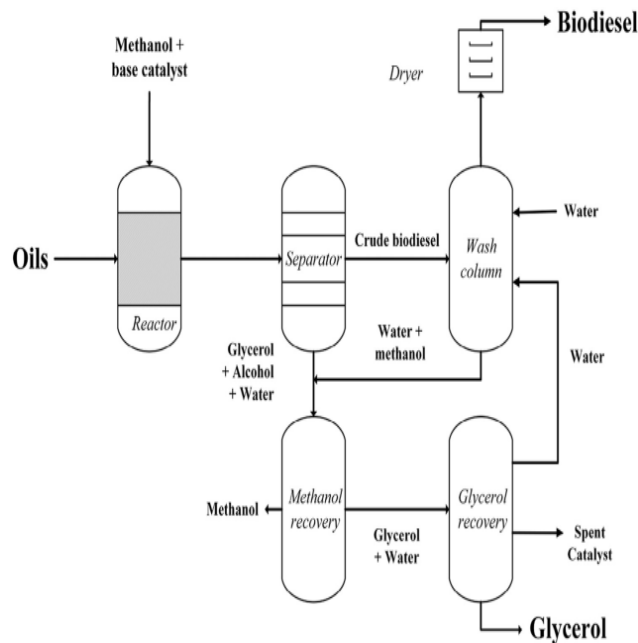 Biodiesel
Methanol +
base catalyst
Dryer
Water
Crude biodiesel
Oils
Separator
Wash
column
Reactor
Glycerol
+ Alcohol
+ Water
Water +
methanol
Water
Methanol
Methanol
recovery
Glycerol
+ Water
Glycerol
recovery
Spent
Catalyst
Glycerol